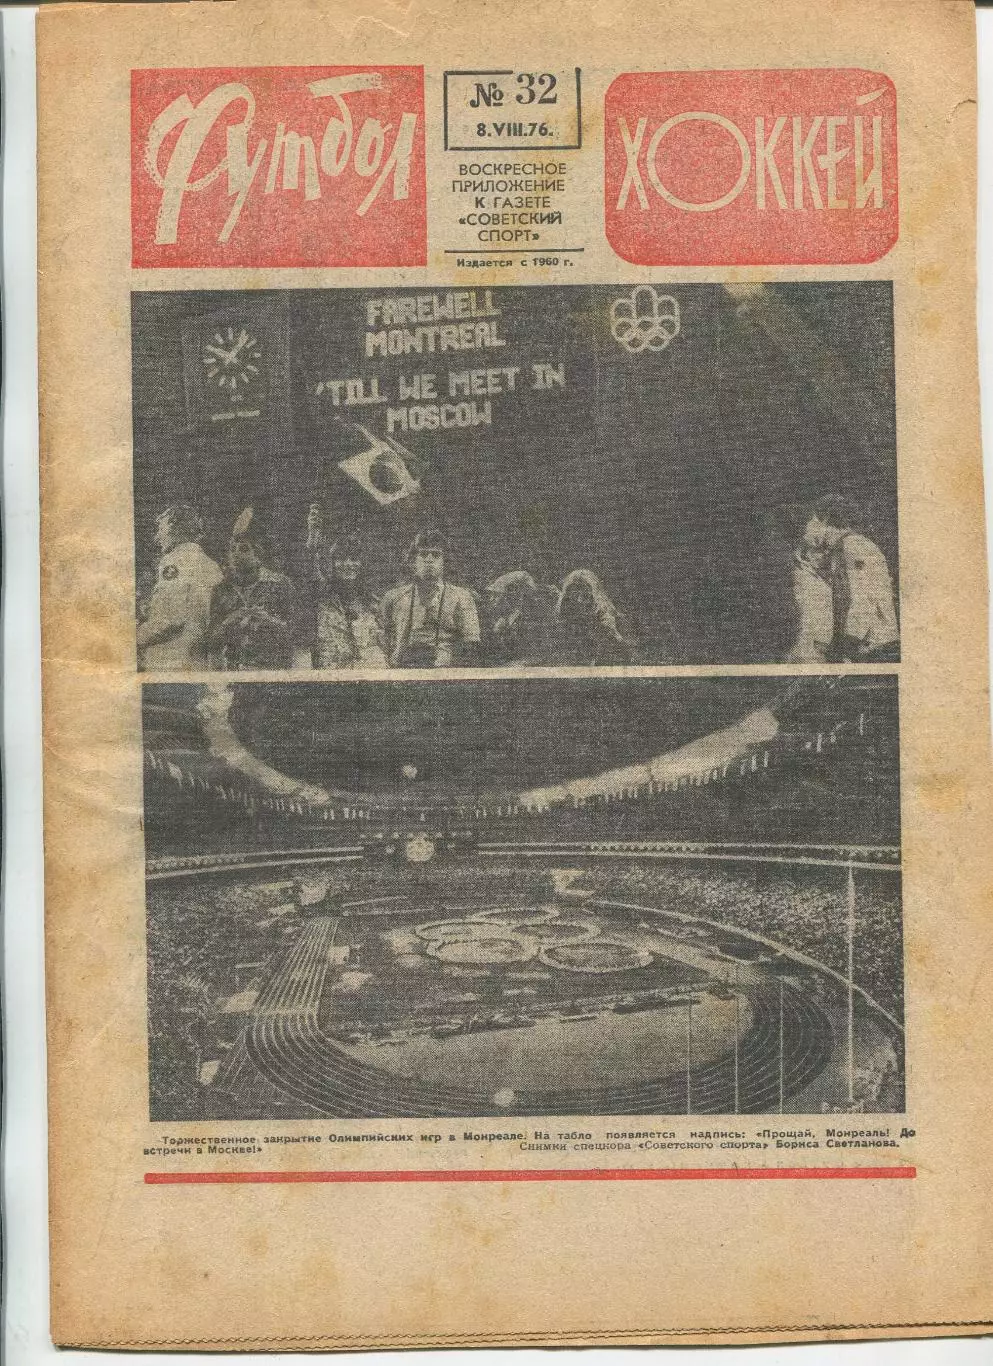 Футбол
№ 32
8.VIII.76.
ВОСКРЕСНОЕ
ПРИЛОЖЕНИЕ
К ГАЗЕТЕ
«СОВЕТСКИЙ
СПОРТ»
Издается с 1960 г.
ХОККЕЙ
FAREWELL
MONTREAL
'TILL WE MEET IN
MOSCOW
Торжественное закрытие Олимпийских игр в Монреале. На табло появляется надпись: «Прощай, Монреаль! До
встречи в Москве!»
Снимки спецкора «Советского спорта» Бориса Светланова.